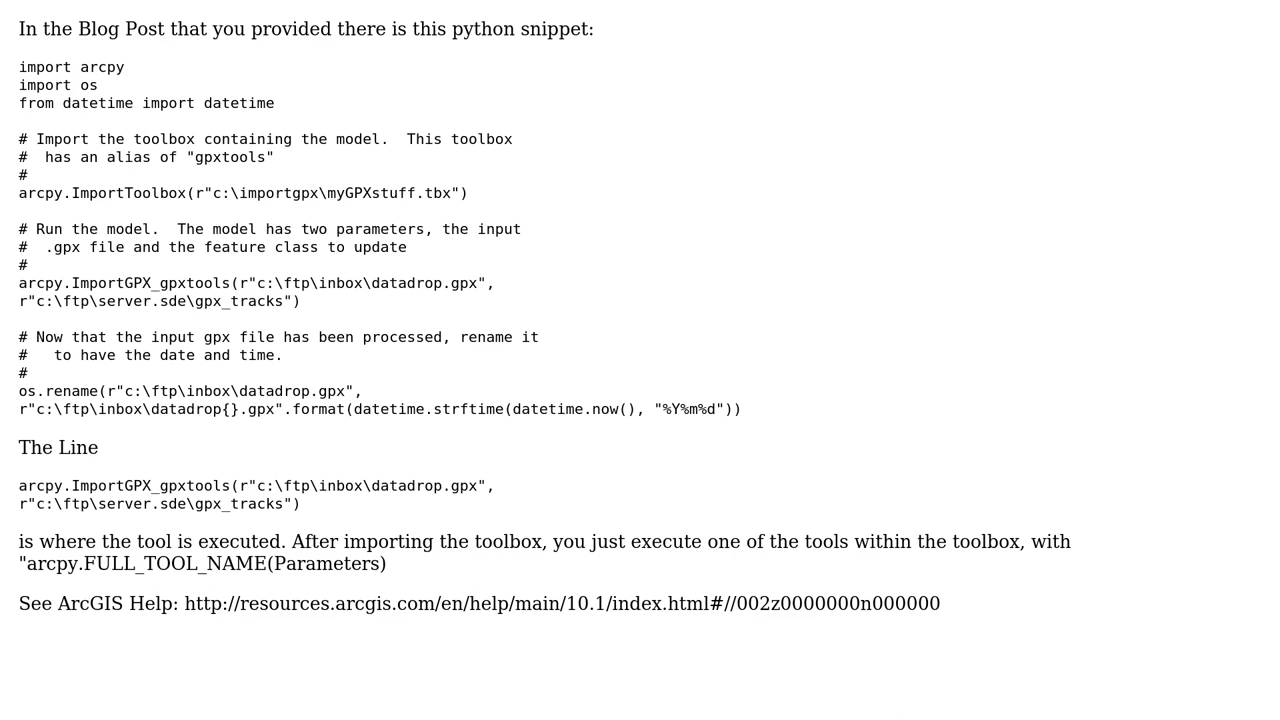 In the Blog Post that you provided there is this python snippet:
import arcpy
import os
from datetime import datetime
# Import the toolbox containing the model.  This toolbox
#  has an alias of "gpxtools"
#
arcpy.ImportToolbox(r"c:\importgpx\myGPXstuff.tbx")
# Run the model.  The model has two parameters, the input
#  .gpx file and the feature class to update
#
arcpy.ImportGPX_gpxtools(r"c:\ftp\inbox\datadrop.gpx",
r"c:\ftp\server.sde\gpx_tracks")
# Now that the input gpx file has been processed, rename it
#   to have the date and time.
#
os.rename(r"c:\ftp\inbox\datadrop.gpx",
r"c:\ftp\inbox\datadrop{}.gpx".format(datetime.strftime(datetime.now(), "%Y%m%d"))
The Line
arcpy.ImportGPX_gpxtools(r"c:\ftp\inbox\datadrop.gpx",
r"c:\ftp\server.sde\gpx_tracks")
is where the tool is executed. After importing the toolbox, you just execute one of the tools within the toolbox, with
"arcpy.FULL_TOOL_NAME(Parameters)
See ArcGIS Help: http://resources.arcgis.com/en/help/main/10.1/index.html#//002z0000000n000000